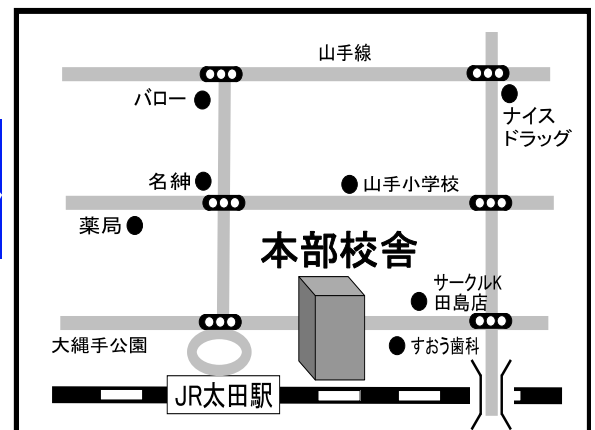 山手線
バロー
ナイス
ドラッグ
名紳
山手小学校
薬局
本部校舎
サークルK
田島店
大縄手公園
すおう歯科
JR太田駅